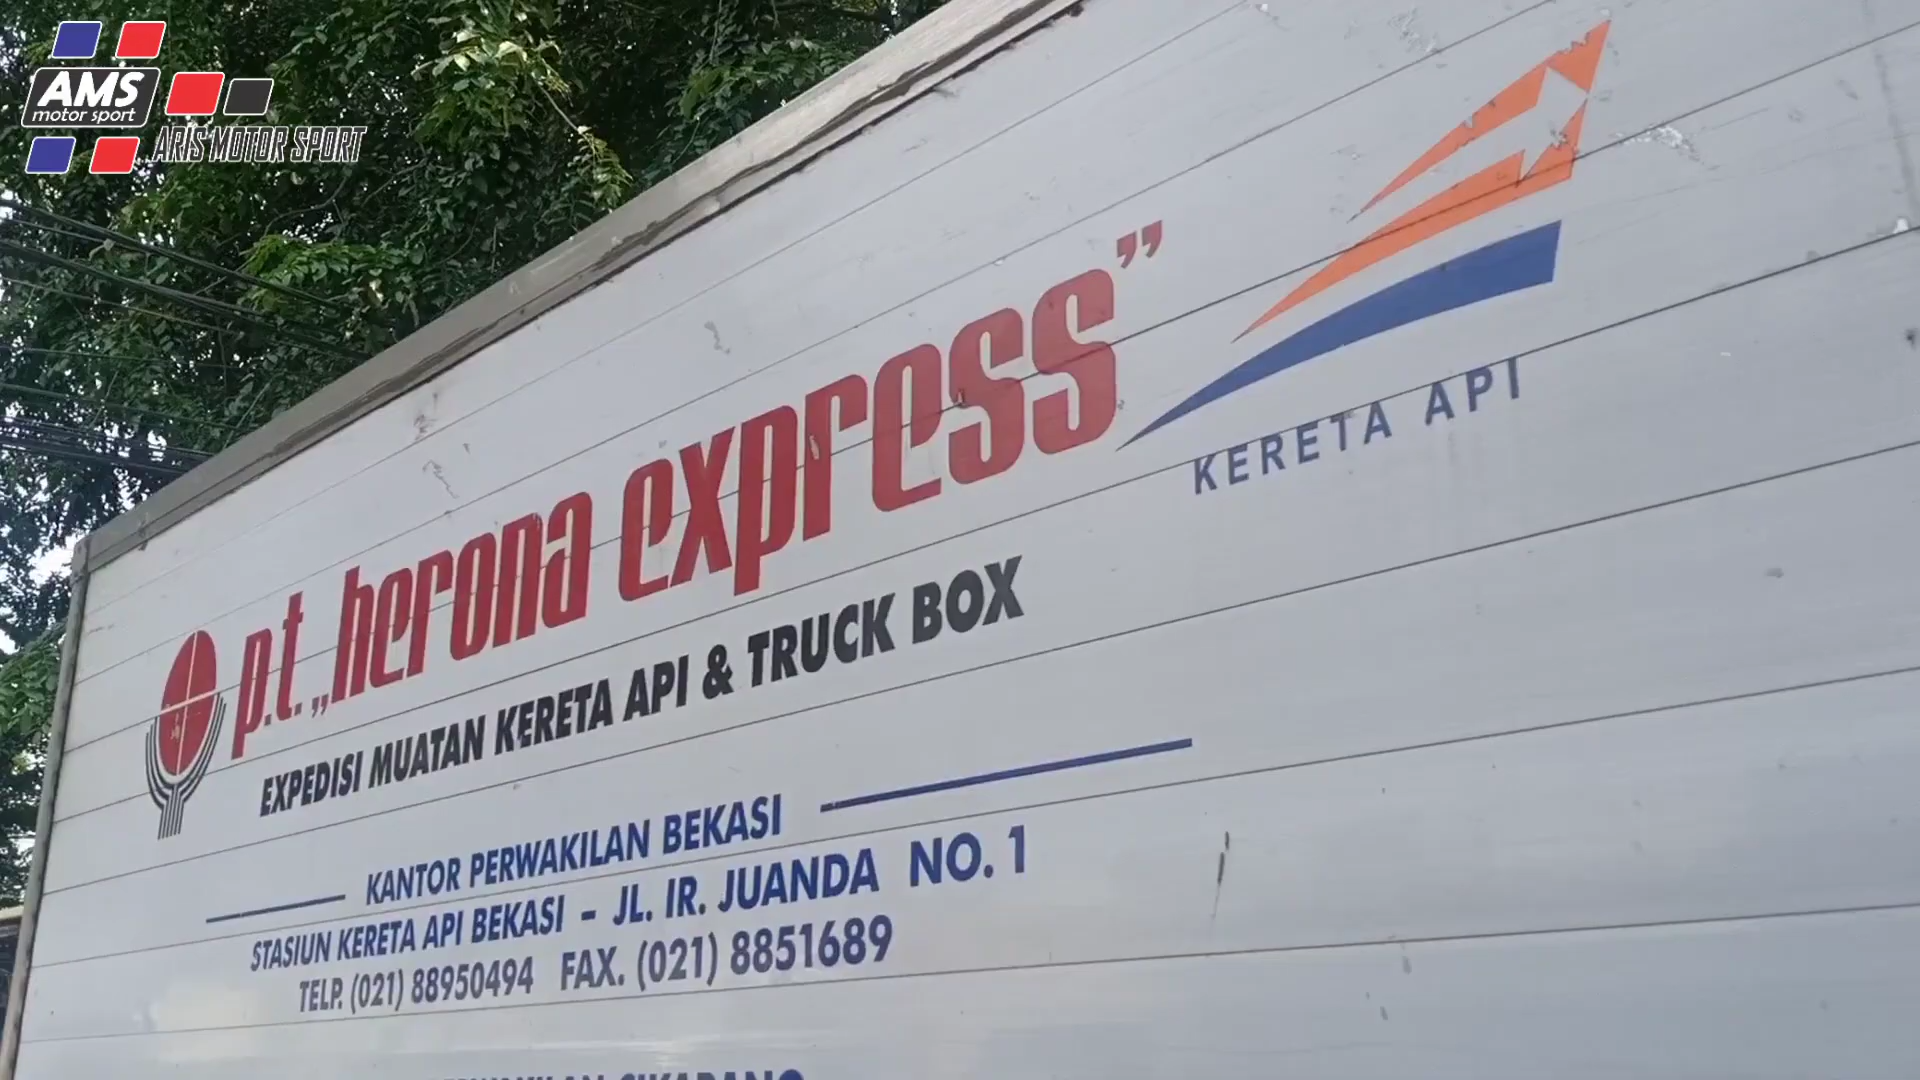 AMS
motor sport
ARIS MOTOR SPORT
p.t. „herona express”
KERETA API
EXPEDISI MUATAN KERETA API & TRUCK BOX
KANTOR PERWAKILAN BEKASI
STASIUN KERETA API BEKASI - JL. IR. JUANDA NO. 1
TELP. (021) 88950494 FAX. (021) 8851689